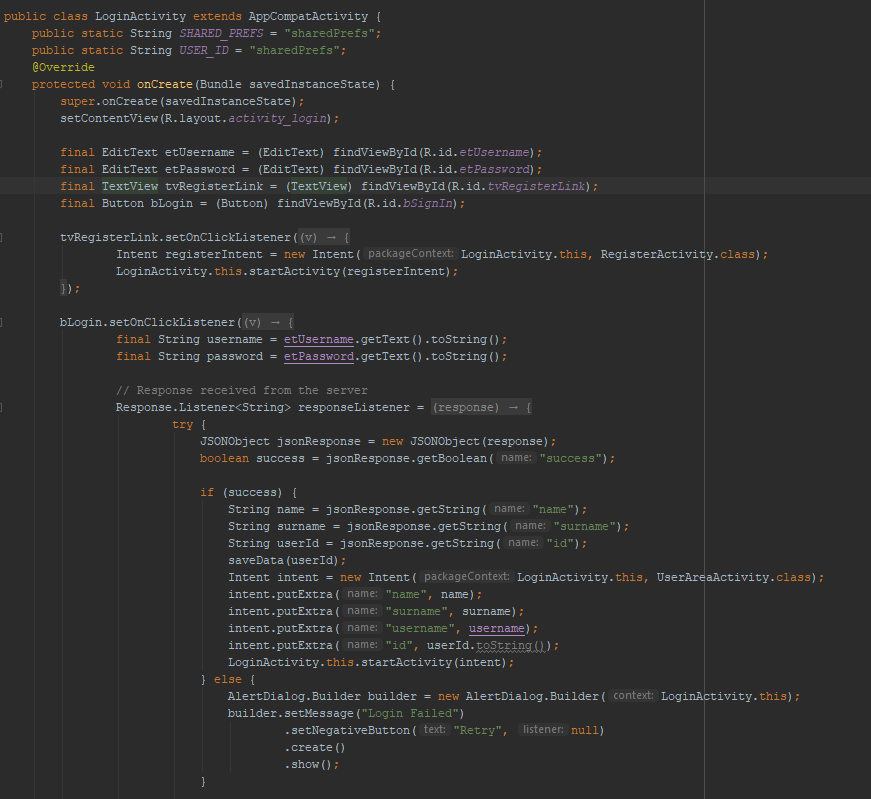 public class LoginActivity extends AppCompatActivity {
    public static String SHARED_PREFS = "sharedPrefs";
    public static String USER_ID = "sharedPrefs";
    @Override
    protected void onCreate(Bundle savedInstanceState) {
        super.onCreate(savedInstanceState);
        setContentView(R.layout.activity_login);

        final EditText etUsername = (EditText) findViewById(R.id.etUsername);
        final EditText etPassword = (EditText) findViewById(R.id.etPassword);
        final TextView tvRegisterLink = (TextView) findViewById(R.id.tvRegisterLink);
        final Button bLogin = (Button) findViewById(R.id.bSignIn);

        tvRegisterLink.setOnClickListener((v) → {
                Intent registerIntent = new Intent( packageContext: LoginActivity.this, RegisterActivity.class);
                LoginActivity.this.startActivity(registerIntent);
        });

        bLogin.setOnClickListener((v) → {
                final String username = etUsername.getText().toString();
                final String password = etPassword.getText().toString();

                // Response received from the server
                Response.Listener<String> responseListener = (response) → {
                        try {
                            JSONObject jsonResponse = new JSONObject(response);
                            boolean success = jsonResponse.getBoolean( name: "success");

                            if (success) {
                                String name = jsonResponse.getString( name: "name");
                                String surname = jsonResponse.getString( name: "surname");
                                String userId = jsonResponse.getString( name: "id");
                                saveData(userId);
                                Intent intent = new Intent( packageContext: LoginActivity.this, UserAreaActivity.class);
                                intent.putExtra( name: "name", name);
                                intent.putExtra( name: "surname", surname);
                                intent.putExtra( name: "username", username);
                                intent.putExtra( name: "id", userId.toString());
                                LoginActivity.this.startActivity(intent);
                            } else {
                                AlertDialog.Builder builder = new AlertDialog.Builder( context: LoginActivity.this);
                                builder.setMessage("Login Failed")
                                        .setNegativeButton( text: "Retry", listener: null)
                                        .create()
                                        .show();
                            }